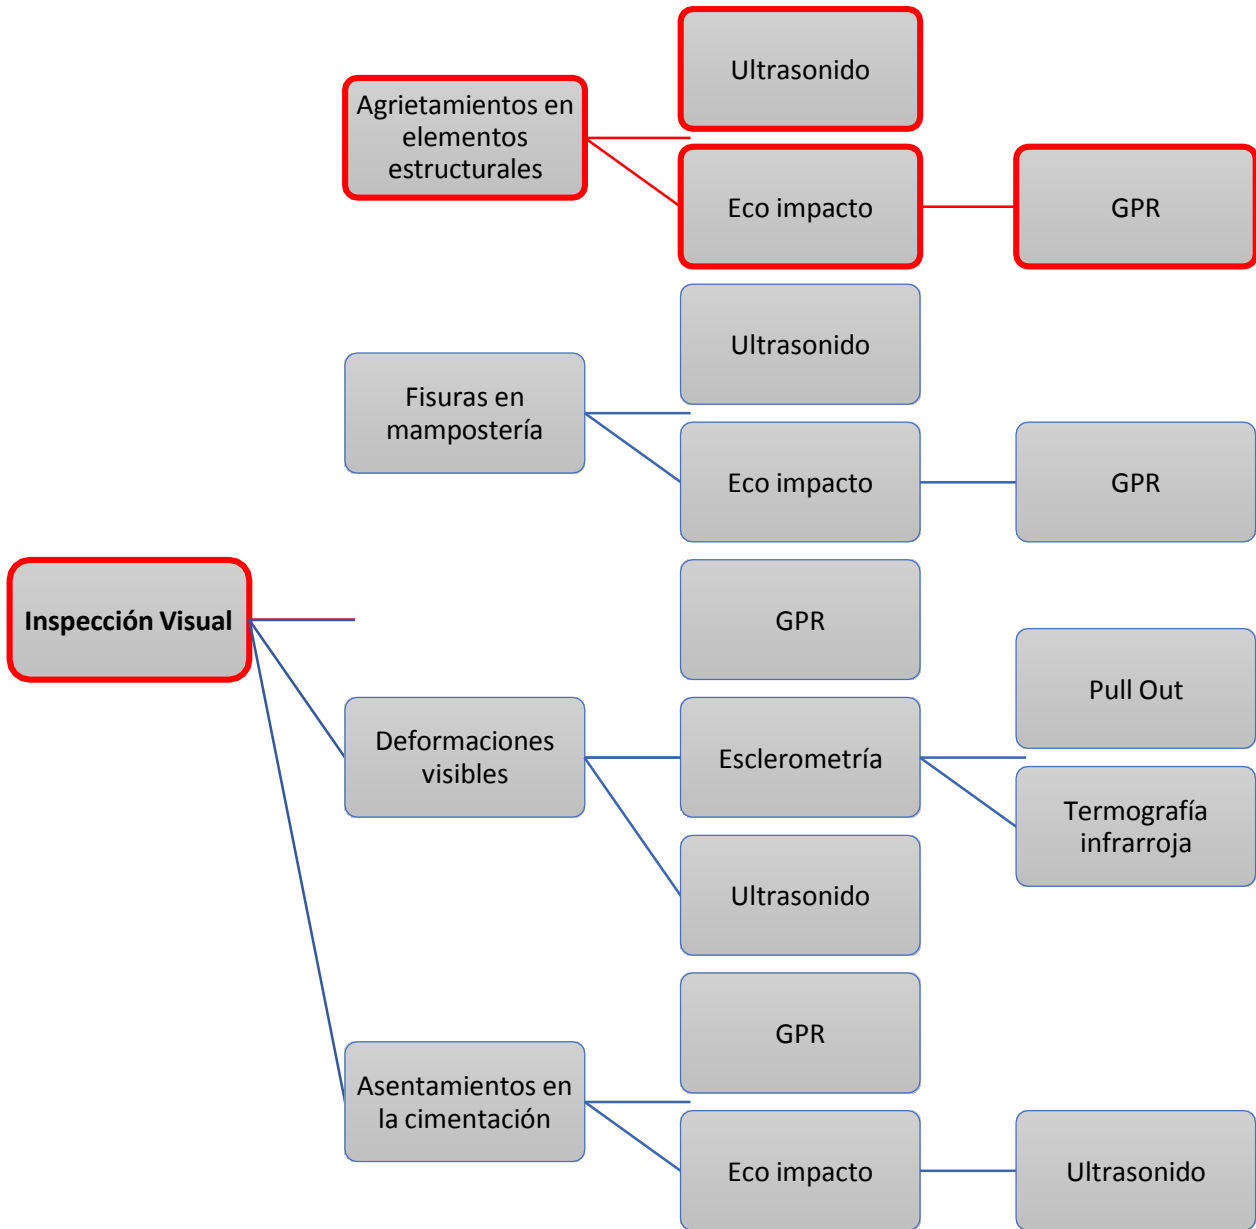 Ultrasonido
Agrietamientos en
elementos
estructurales
Eco impacto
GPR
Ultrasonido
Fisuras en
mampostería
Eco impacto
GPR
Inspección Visual
GPR
Deformaciones
visibles
Esclerometría
Pull Out
Termografía
infrarroja
Ultrasonido
GPR
Asentamientos en
la cimentación
Eco impacto
Ultrasonido